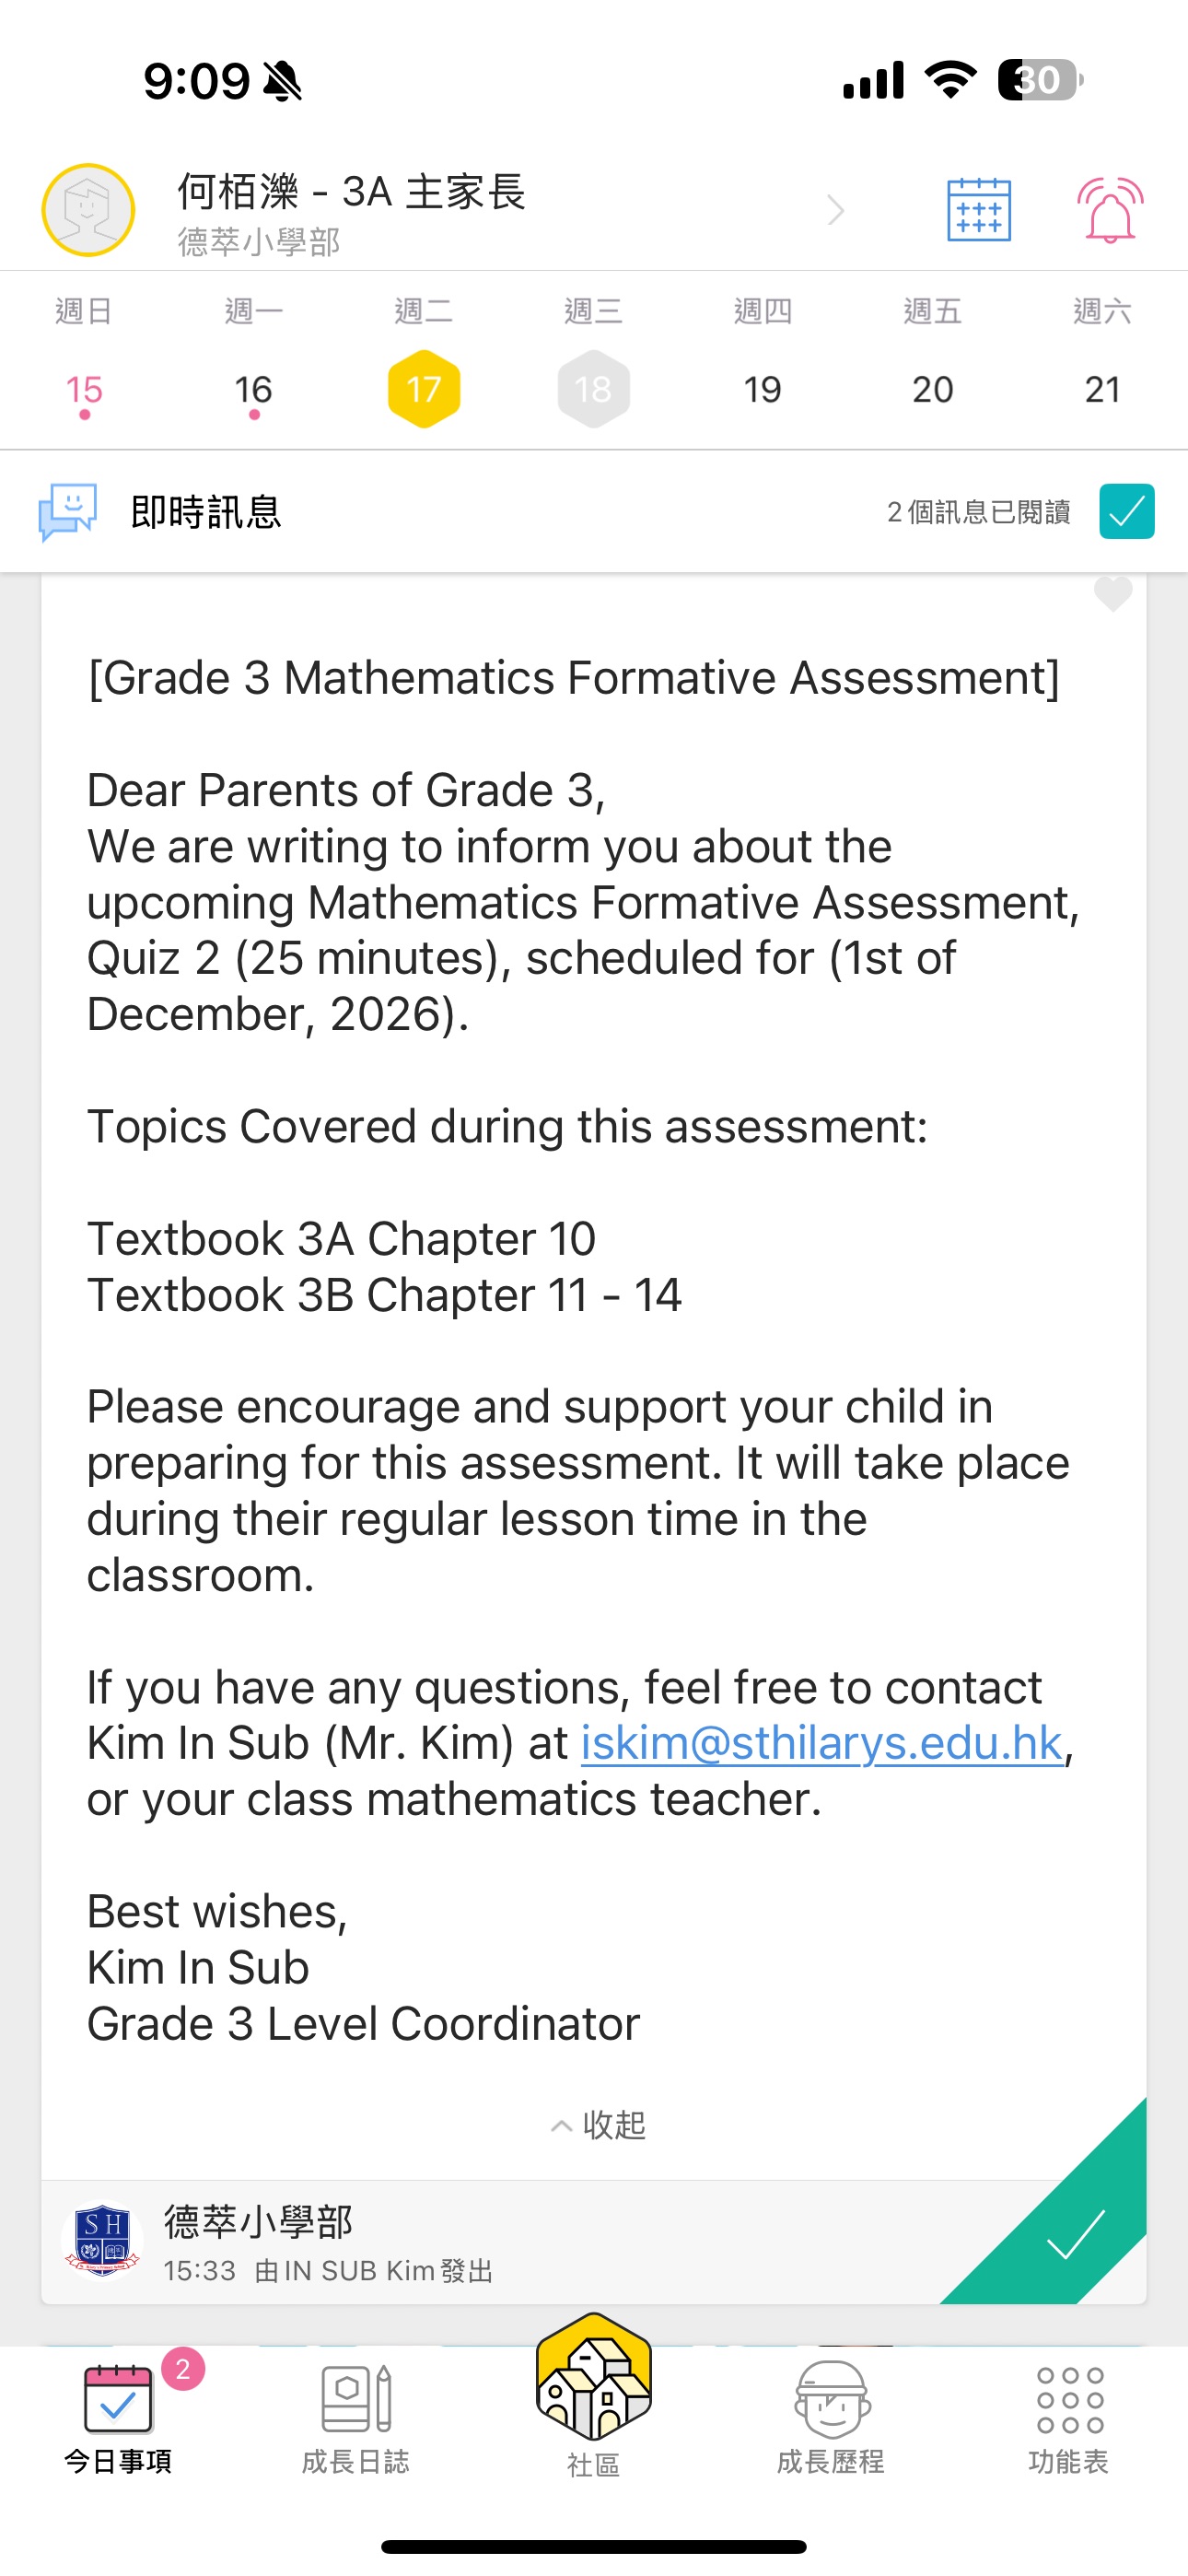 9:09
30
何栢濼 - 3A 主家長
德萃小學部
週日 週一 週二 週三 週四 週五 週六
15 16 17 18 19 20 21
即時訊息
2 個訊息已閱讀
[Grade 3 Mathematics Formative Assessment]
Dear Parents of Grade 3,
We are writing to inform you about the
upcoming Mathematics Formative Assessment,
Quiz 2 (25 minutes), scheduled for (1st of
December, 2026).
Topics Covered during this assessment:
Textbook 3A Chapter 10
Textbook 3B Chapter 11 - 14
Please encourage and support your child in
preparing for this assessment. It will take place
during their regular lesson time in the
classroom.
If you have any questions, feel free to contact
Kim In Sub (Mr. Kim) at iskim@sthilarys.edu.hk,
or your class mathematics teacher.
Best wishes,
Kim In Sub
Grade 3 Level Coordinator
收起
SH
德萃小學部
15:33 由IN SUB Kim發出
2
今日事項 成長日誌 社區 成長歷程 功能表